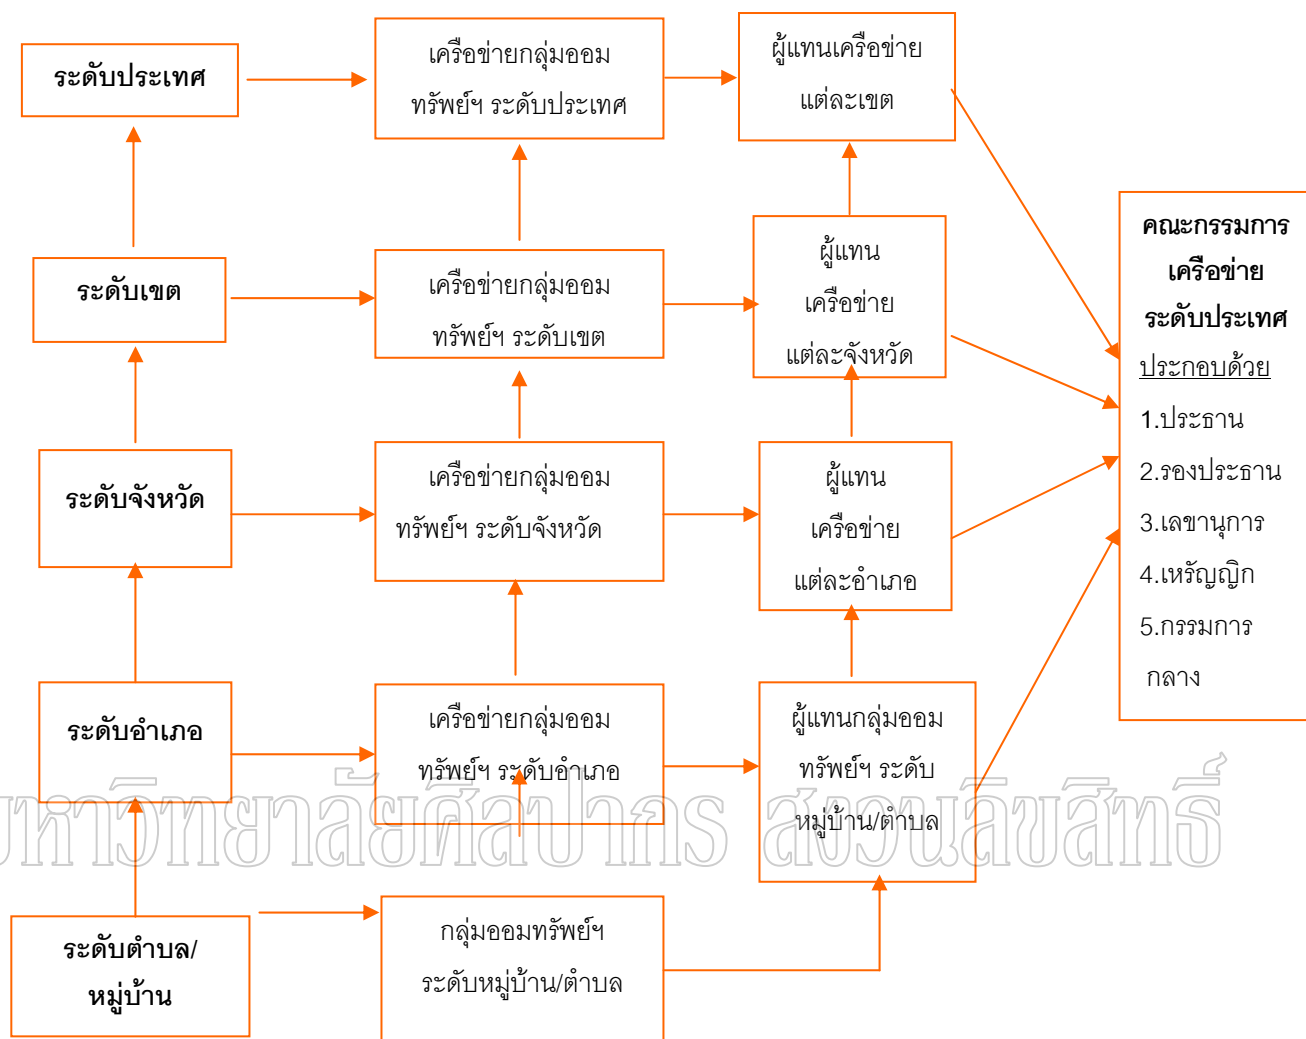 ระดับประเทศ
เครือข่ายกลุ่มออม
ทรัพย์ฯ ระดับประเทศ
ผู้แทนเครือข่าย
แต่ละเขต
ระดับเขต
เครือข่ายกลุ่มออม
ทรัพย์ฯ ระดับเขต
ผู้แทน
เครือข่าย
แต่ละจังหวัด
ระดับจังหวัด
เครือข่ายกลุ่มออม
ทรัพย์ฯ ระดับจังหวัด
ผู้แทน
เครือข่าย
แต่ละอำเภอ
ระดับอำเภอ
เครือข่ายกลุ่มออม
ทรัพย์ฯ ระดับอำเภอ
ผู้แทนกลุ่มออม
ทรัพย์ฯ ระดับ
หมู่บ้าน/ตำบล
ระดับตำบล/
หมู่บ้าน
กลุ่มออมทรัพย์ฯ
ระดับหมู่บ้าน/ตำบล
คณะกรรมการ
เครือข่าย
ระดับประเทศ
ประกอบด้วย
1.ประธาน
2.รองประธาน
3.เลขานุการ
4.เหรัญญิก
5.กรรมการ
กลาง
มหาวิทยาลัยศิลปากร สงวนลิขสิทธิ์